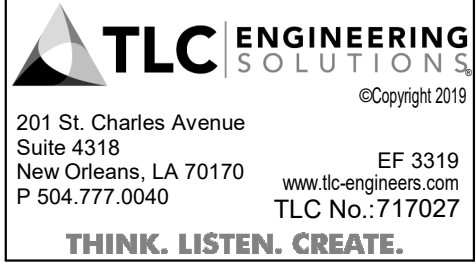 TLC ENGINEERING
SOLUTIONS®
©Copyright 2019
201 St. Charles Avenue
Suite 4318
New Orleans, LA 70170
P 504.777.0040
EF 3319
www.tlc-engineers.com
TLC No.:717027
THINK. LISTEN. CREATE.